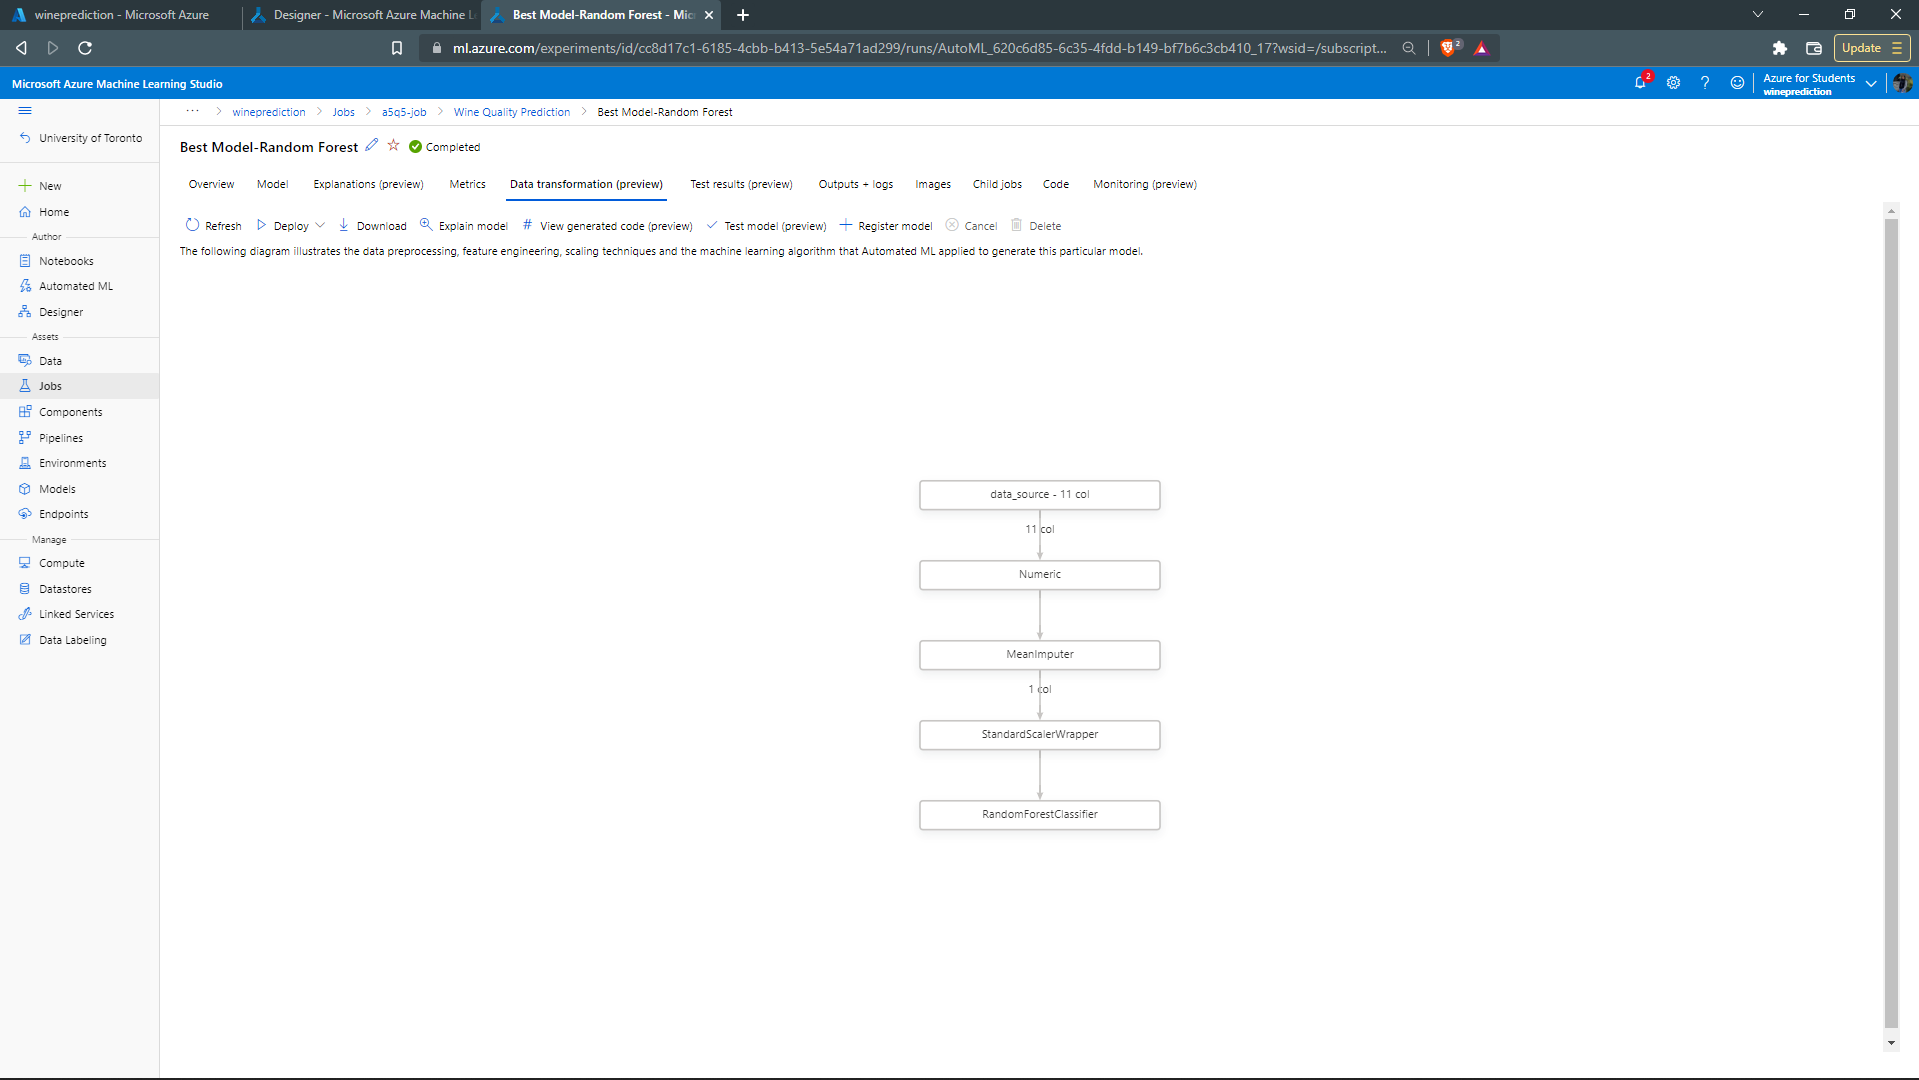 wineprediction - Microsoft Azure
Designer - Microsoft Azure Machine L
Best Model-Random Forest - Mic
ml.azure.com/experiments/id/cc8d17c1-6185-4cbb-b413-5e54a71ad299/runs/AutoML_620c6d85-6c35-4fdd-b149-bf7b6c3cb410_17?wsid=/subscript...
2
Update
Microsoft Azure Machine Learning Studio
2
Azure for Students
wineprediction
... > wineprediction > Jobs > a5q5-job > Wine Quality Prediction > Best Model-Random Forest
University of Toronto
New
Home
Author
Notebooks
Automated ML
Designer
Assets
Data
Jobs
Components
Pipelines
Environments
Models
Endpoints
Manage
Compute
Datastores
Linked Services
Data Labeling
Best Model-Random Forest Completed
Overview Model Explanations (preview) Metrics Data transformation (preview) Test results (preview) Outputs + logs Images Child jobs Code Monitoring (preview)
Refresh Deploy Download Explain model # View generated code (preview) Test model (preview) Register model Cancel Delete
The following diagram illustrates the data preprocessing, feature engineering, scaling techniques and the machine learning algorithm that Automated ML applied to generate this particular model.
data_source - 11 col
11 col
Numeric
MeanImputer
1 col
StandardScalerWrapper
RandomForestClassifier